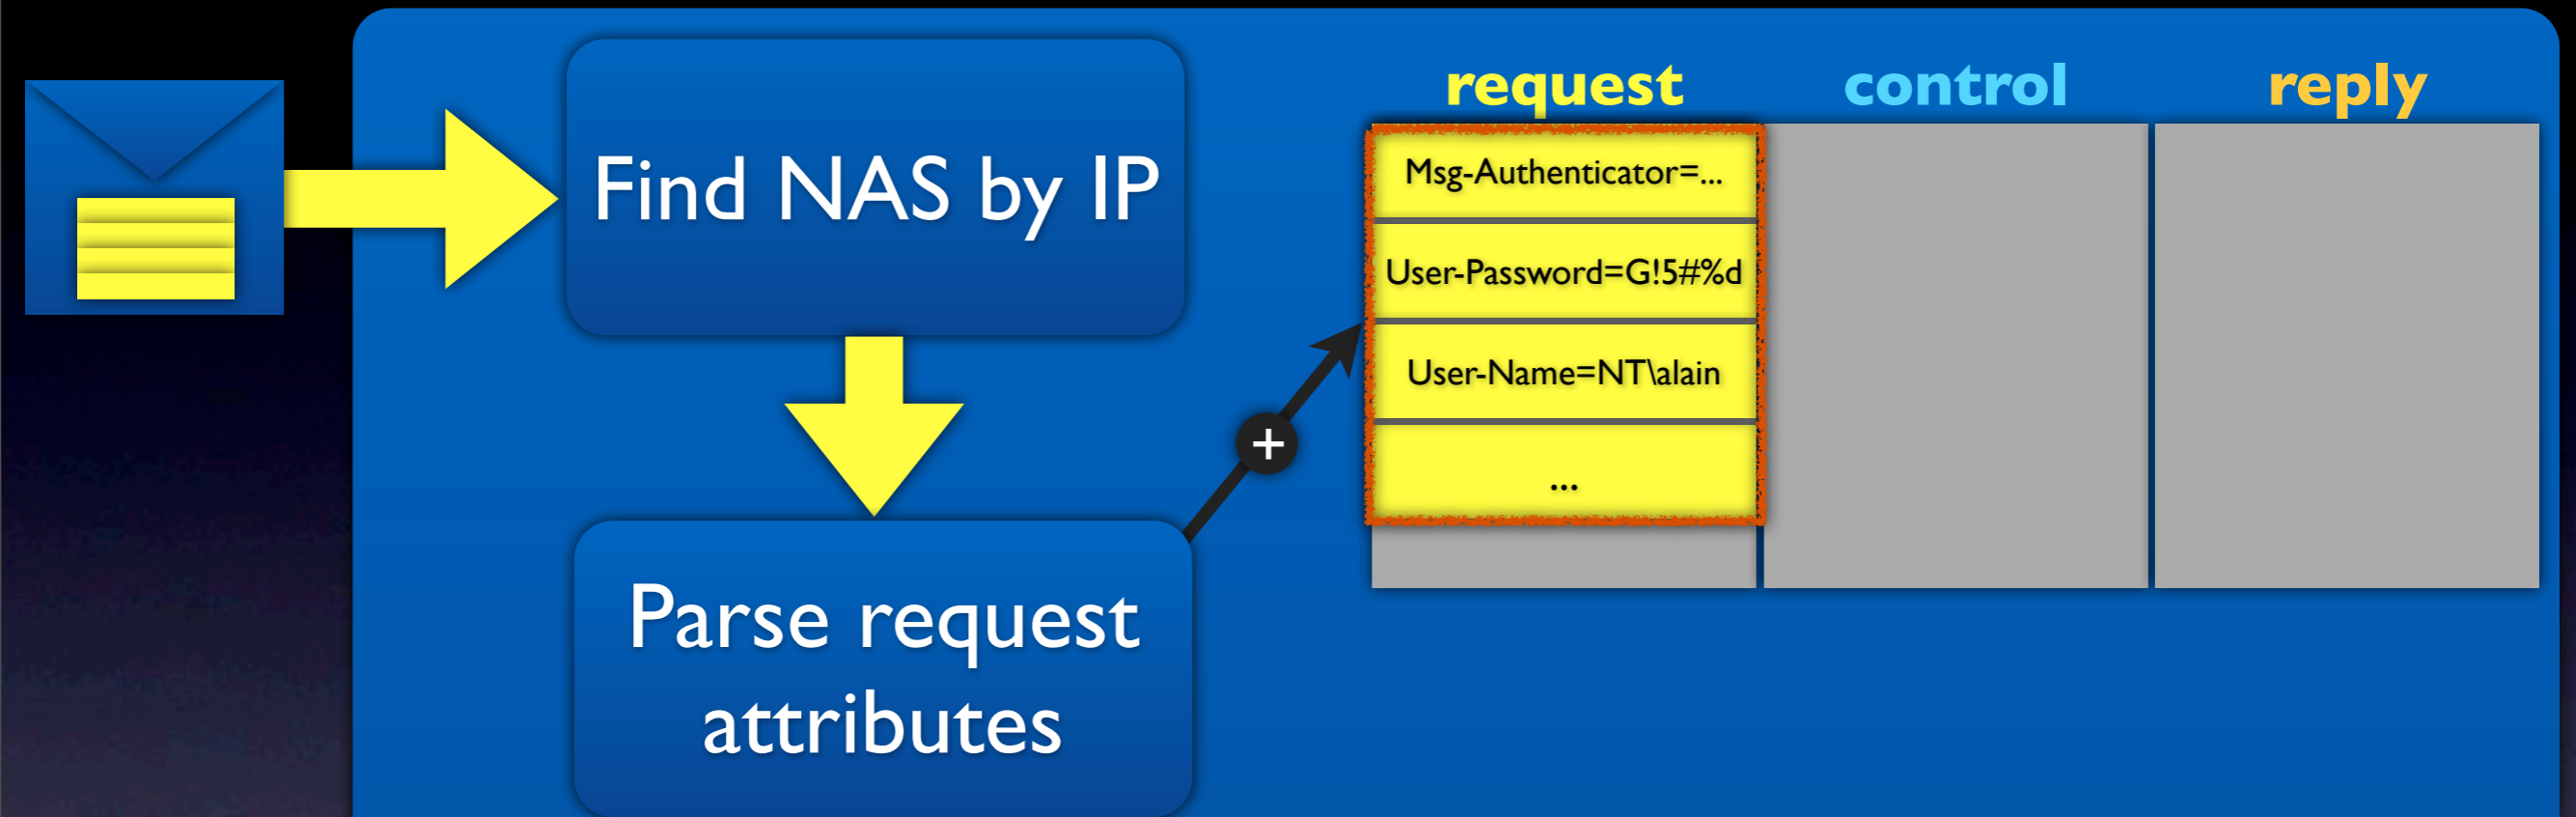 Find NAS by IP
Parse request
attributes
request
control
reply
Msg-Authenticator=...
User-Password=G!5#%d
User-Name=NT\alain
...
+